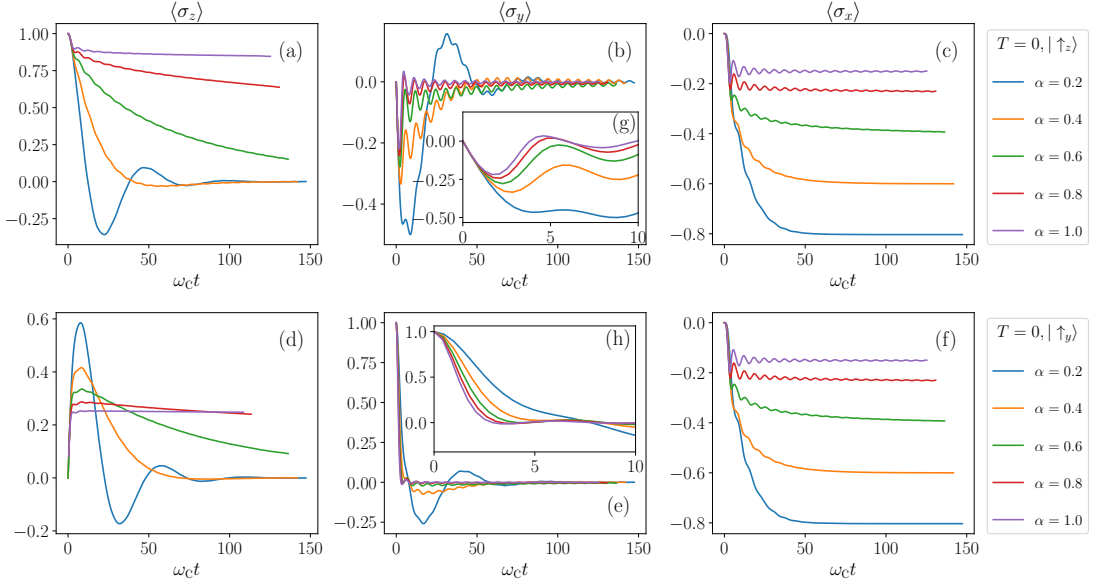 ⟨σz⟩
⟨σy⟩
⟨σx⟩
1.00
0.75
0.50
0.25
0.00
−0.25
(a)
0 50 100 150
ωCt
0.0
−0.2
−0.4
(b)
0 50 100 150
ωCt
(g)
0.00
−0.25
−0.50
0 5 10
0.0
−0.2
−0.4
−0.6
−0.8
(c)
0 50 100 150
ωCt
T = 0, | ↑z⟩
α = 0.2
α = 0.4
α = 0.6
α = 0.8
α = 1.0
0.6
0.4
0.2
0.0
−0.2
(d)
0 50 100 150
ωCt
1.00
0.75
0.50
0.25
0.00
−0.25
(e)
0 50 100 150
ωCt
(h)
1.0
0.5
0.0
0 5 10
0.0
−0.2
−0.4
−0.6
−0.8
(f)
0 50 100 150
ωCt
T = 0, | ↑y⟩
α = 0.2
α = 0.4
α = 0.6
α = 0.8
α = 1.0